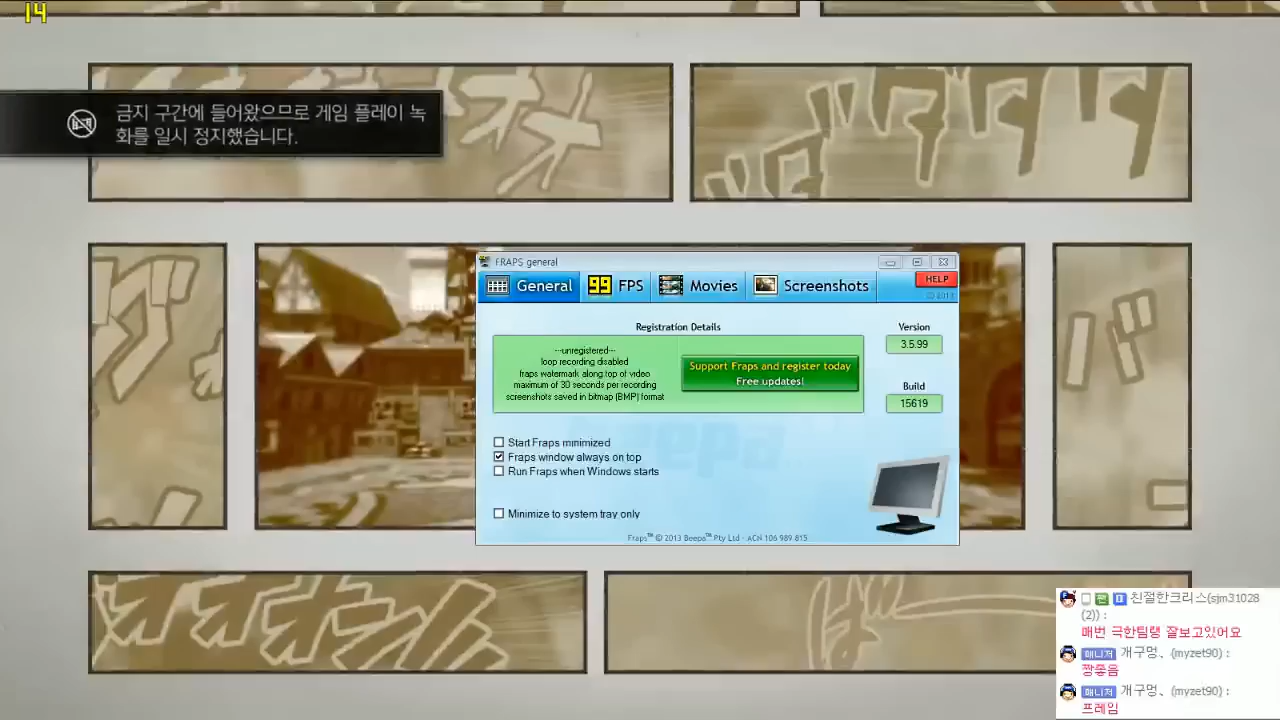 14
금지 구간에 들어왔으므로 게임 플레이 녹
화를 일시 정지했습니다.
FRAPS general
General
99
FPS
Movies
Screenshots
HELP
© 2013
Registration Details
---unregistered---
loop recording disabled
fraps watermark along top of video
maximum of 30 seconds per recording
screenshots saved in bitmap (BMP) format
Support Fraps and register today
Free updates!
Version
3.5.99
Build
15619
Start Fraps minimized
Fraps window always on top
Run Fraps when Windows starts
Minimize to system tray only
Fraps™ © 2013 Beepa™ Pty Ltd - ACN 106 989 815
beepa
팬 친절한크리스(sjm31028
(2)) :
매번 극한팀랭 잘보고있어요
매니저 개구멍、(myzet90) :
짱좋음
매니저 개구멍、(myzet90) :
프레임